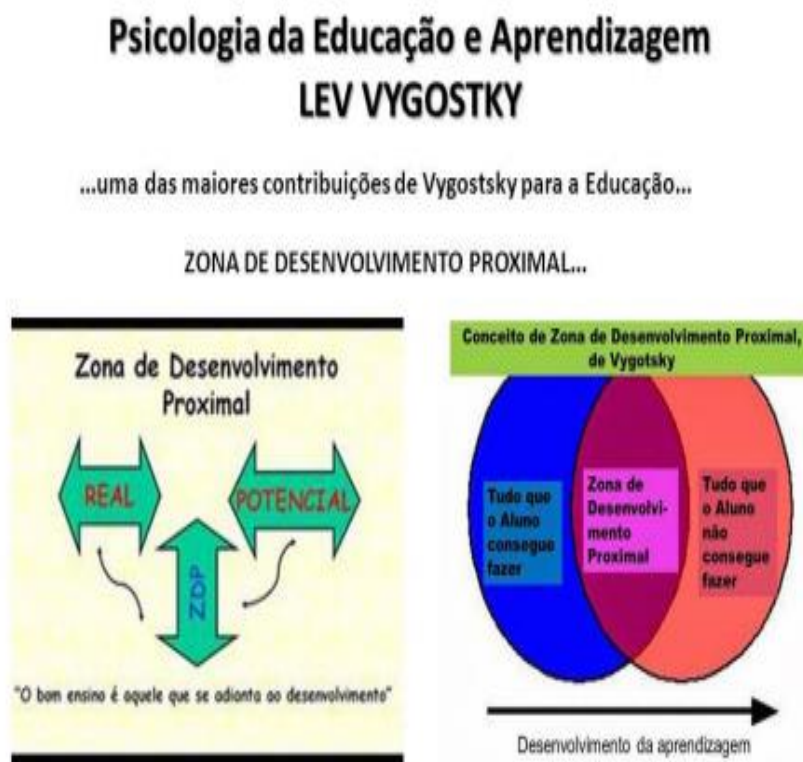 Psicologia da Educação e Aprendizagem
LEV VYGOSTKY
...uma das maiores contribuições de Vygostsky para a Educação...
ZONA DE DESENVOLVIMENTO PROXIMAL...
Zona de Desenvolvimento
Proximal
REAL
POTENCIAL
ZDP
"O bom ensino é aquele que se adianta ao desenvolvimento"
Conceito de Zona de Desenvolvimento Proximal,
de Vygotsky
Tudo que
o Aluno
consegue
fazer
Zona de
Desenvolvi-
mento
Proximal
Tudo que
o Aluno
não
consegue
fazer
Desenvolvimento da aprendizagem